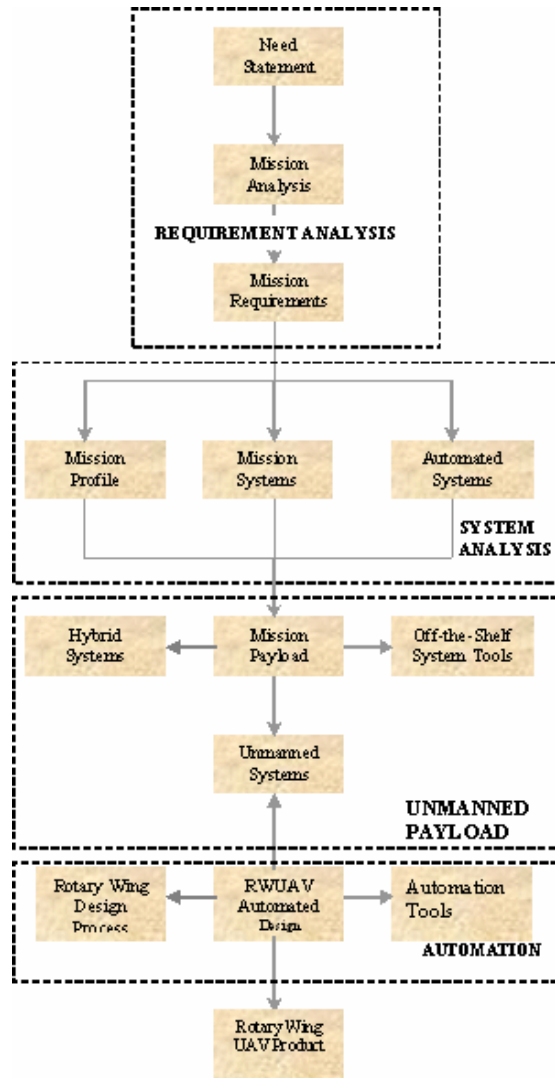 Need
Statement
Mission
Analysis
REQUIREMENT ANALYSIS
Mission
Requirements
Mission
Profile
Mission
Systems
Automated
Systems
SYSTEM
ANALYSIS
Hybrid
Systems
Mission
Payload
Off-the-Shelf
System Tools
Unmanned
Systems
UNMANNED
PAYLOAD
Rotary Wing
Design
Process
RWUAV
Automated
Design
Automation
Tools
AUTOMATION
Rotary Wing
UAV Product